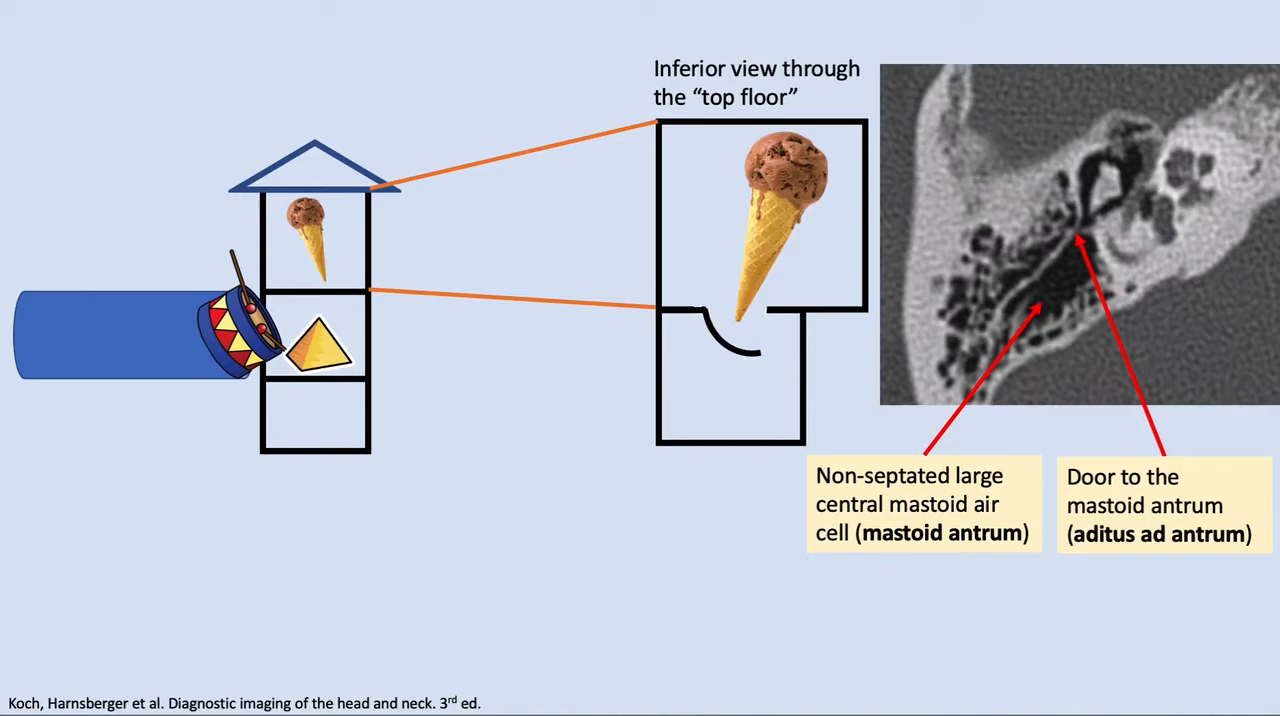 Inferior view through
the “top floor”
Non-septated large
central mastoid air
cell (mastoid antrum)
Door to the
mastoid antrum
(aditus ad antrum)
Koch, Harnsberger et al. Diagnostic imaging of the head and neck. 3rd ed.